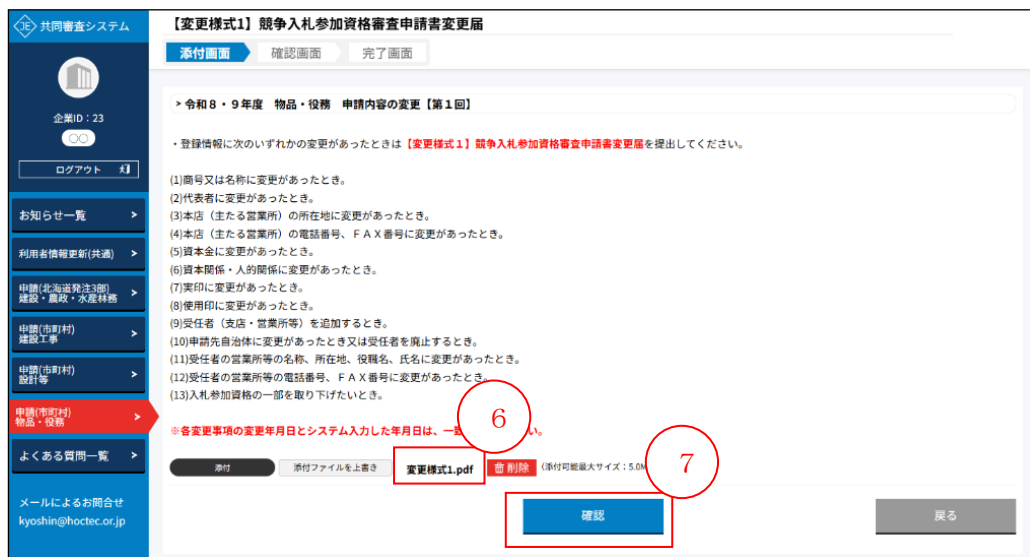 JE 共同審査システム
企業ID：23
○○
ログアウト
お知らせ一覧 >
利用者情報更新(共通) >
申請(北海道発注3部)
建設・農政・水産林務 >
申請(市町村)
建設工事 >
申請(市町村)
設計等 >
申請(市町村)
物品・役務 >
よくある質問一覧 >
メールによるお問合せ
kyoshin@hoctec.or.jp
【変更様式1】競争入札参加資格審査申請書変更届
添付画面 確認画面 完了画面
> 令和８・９年度 物品・役務 申請内容の変更【第１回】
・登録情報に次のいずれかの変更があったときは【変更様式１】競争入札参加資格審査申請書変更届を提出してください。
(1)商号又は名称に変更があったとき。
(2)代表者に変更があったとき。
(3)本店（主たる営業所）の所在地に変更があったとき。
(4)本店（主たる営業所）の電話番号、ＦＡＸ番号に変更があったとき。
(5)資本金に変更があったとき。
(6)資本関係・人的関係に変更があったとき。
(7)実印に変更があったとき。
(8)使用印に変更があったとき。
(9)受任者（支店・営業所等）を追加するとき。
(10)申請先自治体に変更があったとき又は受任者を廃止するとき。
(11)受任者の営業所等の名称、所在地、役職名、氏名に変更があったとき。
(12)受任者の営業所等の電話番号、ＦＡＸ番号に変更があったとき。
(13)入札参加資格の一部を取り下げたいとき。
※各変更事項の変更年月日とシステム入力した年月日は、一致 い。
6
添付 添付ファイルを上書き 変更様式1.pdf 削除 (添付可能最大サイズ：5.0M
7
確認 戻る